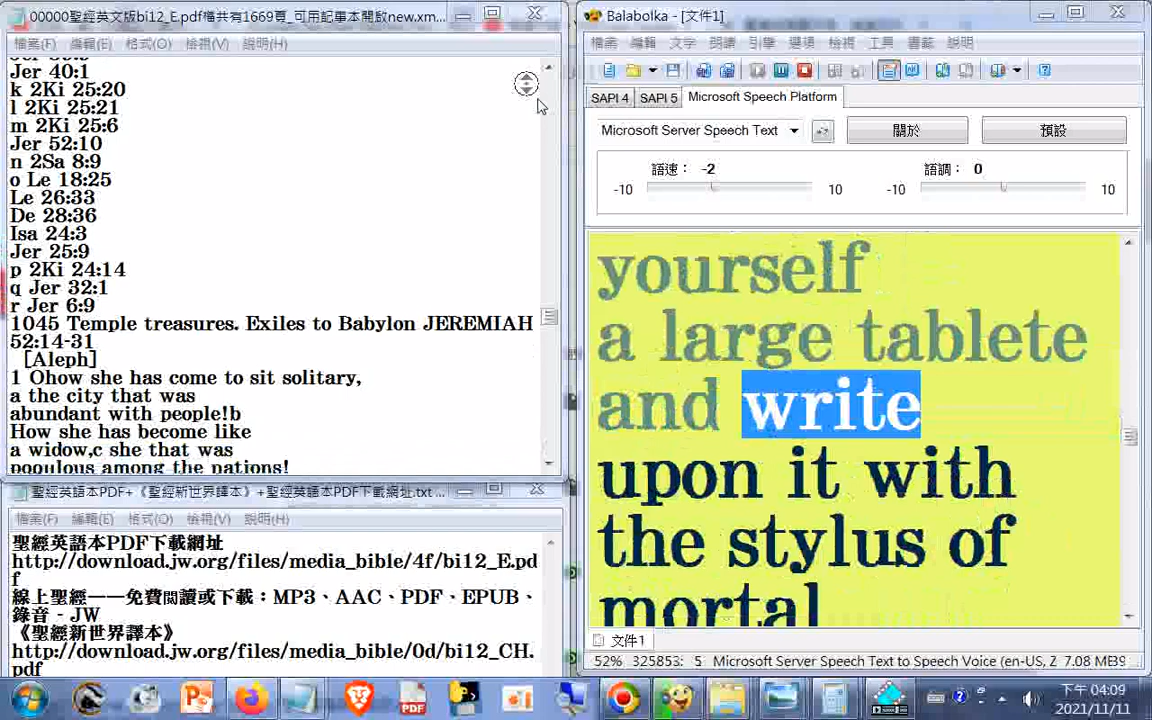 00000聖經英文版bi12_E.pdf檔共有1669頁_可用記事本開啟new.xm...
檔案(F) 編輯(E) 格式(O) 檢視(V) 說明(H)
Jer 40:1
k 2Ki 25:20
l 2Ki 25:21
m 2Ki 25:6
Jer 52:10
n 2Sa 8:9
o Le 18:25
Le 26:33
De 28:36
Isa 24:3
Jer 25:9
p 2Ki 24:14
q Jer 32:1
r Jer 6:9
1045 Temple treasures. Exiles to Babylon JEREMIAH
52:14-31
[Aleph]
1 Ohow she has come to sit solitary,
a the city that was
abundant with people!b
How she has become like
a widow,c she that was
populous among the nations!
聖經英語本PDF+《聖經新世界譯本》+聖經英語本PDF下載網址.txt ...
檔案(F) 編輯(E) 格式(O) 檢視(V) 說明(H)
聖經英語本PDF下載網址
http://download.jw.org/files/media_bible/4f/bi12_E.pd
f
線上聖經——免費閱讀或下載：MP3、AAC、PDF、EPUB、
錄音 - JW
《聖經新世界譯本》
http://download.jw.org/files/media_bible/0d/bi12_CH.
pdf
Balabolka - [文件1]
檔案 編輯 文字 朗讀 引擎 選項 檢視 工具 書籤 說明
SAPI 4 SAPI 5 Microsoft Speech Platform
Microsoft Server Speech Text 關於 預設
語速： -2 語調： 0
-10 10 -10 10
yourself
a large tablete
and write
upon it with
the stylus of
mortal
文件1
52% 325853: 5 Microsoft Server Speech Text to Speech Voice (en-US, Z 7.08 MB
下午 04:09
2021/11/11